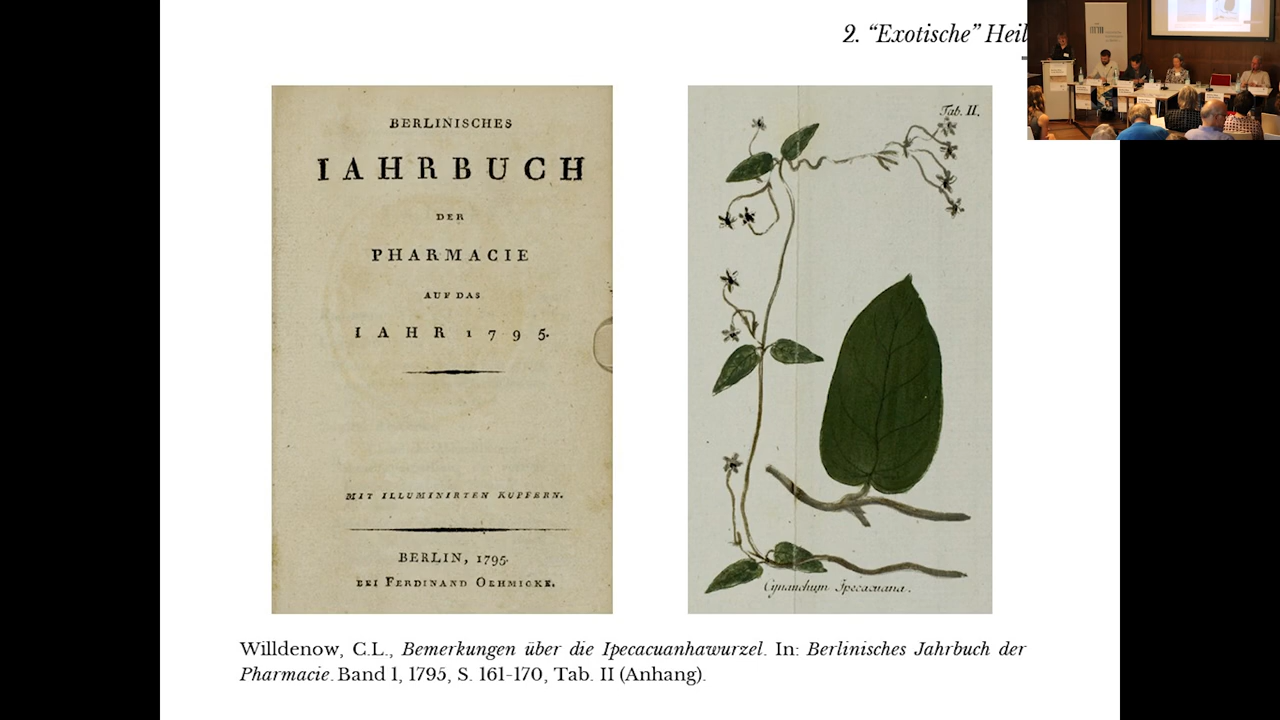 2. “Exotische” Heil
BERLINISCHES
IAHRBUCH
DER
PHARMACIE
AUF DAS
IAHR 1795.
MIT ILLUMINIRTEN KUPFERN.
BERLIN, 1795.
BEI FERDINAND OEHMIGKE.
Tab. II.
Cynanchum Ipecacuana.
Willdenow, C.L., Bemerkungen über die Ipecacuanhawurzel. In: Berlinisches Jahrbuch der
Pharmacie. Band 1, 1795, S. 161-170, Tab. II (Anhang).